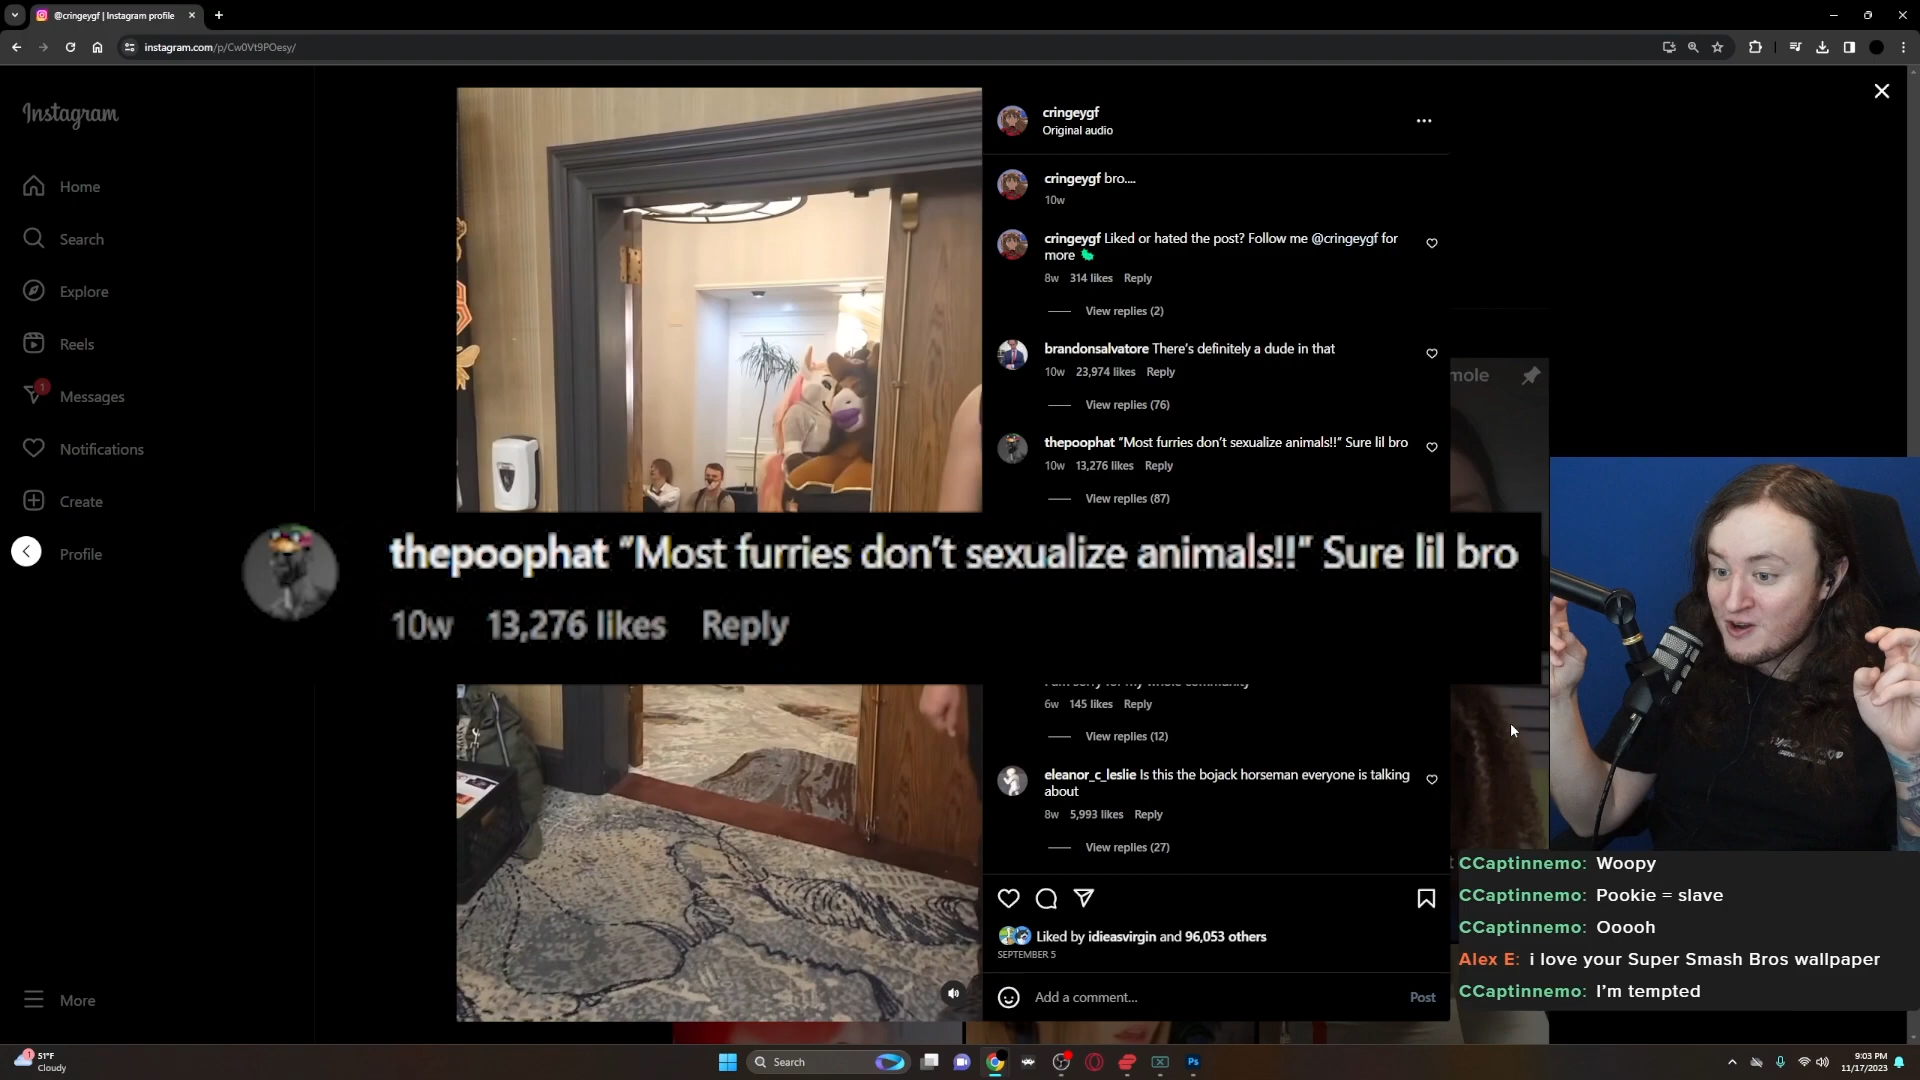 @cringeygf | Instagram profile
instagram.com/p/Cw0Vt9POesy/
Instagram
Home
Search
Explore
Reels
1
Messages
Notifications
Create
Profile
More
cringeygf
Original audio
cringeygf bro....
10w
cringeygf Liked or hated the post? Follow me @cringeygf for
more
8w 314 likes Reply
View replies (2)
brandonsalvatore There's definitely a dude in that
10w 23,974 likes Reply
View replies (76)
thepoophat "Most furries don't sexualize animals!!" Sure lil bro
10w 13,276 likes Reply
View replies (87)
thepoophat "Most furries don't sexualize animals!!" Sure lil bro
10w 13,276 likes Reply
6w 145 likes Reply
View replies (12)
eleanor_c_leslie Is this the bojack horseman everyone is talking
about
8w 5,993 likes Reply
View replies (27)
Liked by idieasvirgin and 96,053 others
SEPTEMBER 5
Add a comment...
Post
mole
CCaptinnemo: Woopy
CCaptinnemo: Pookie = slave
CCaptinnemo: Ooooh
Alex E: i love your Super Smash Bros wallpaper
CCaptinnemo: I'm tempted
1
51°F
Cloudy
Search
Ps
9:03 PM
11/17/2023